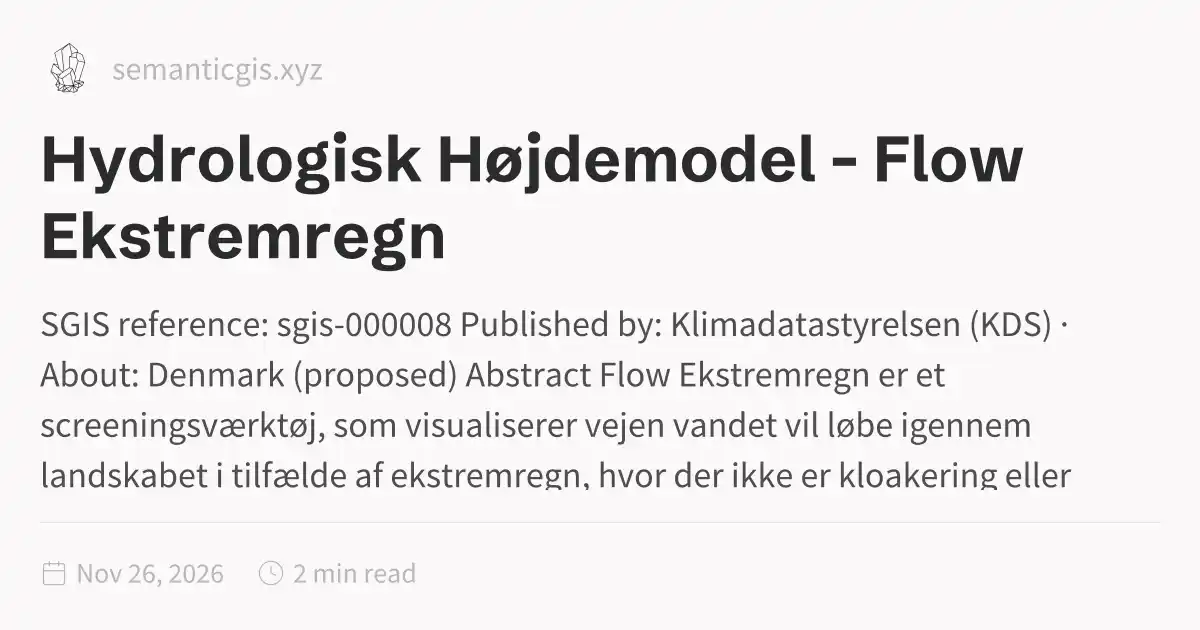 semanticgis.xyz
Hydrologisk Højdemodel - Flow
Ekstremregn
SGIS reference: sgis-000008 Published by: Klimadatastyrelsen (KDS) ·
About: Denmark (proposed) Abstract Flow Ekstremregn er et
screeningsværktøj, som visualiserer vejen vandet vil løbe igennem
landskabet i tilfælde af ekstremregn, hvor der ikke er kloakering eller
Nov 26, 2026 2 min read